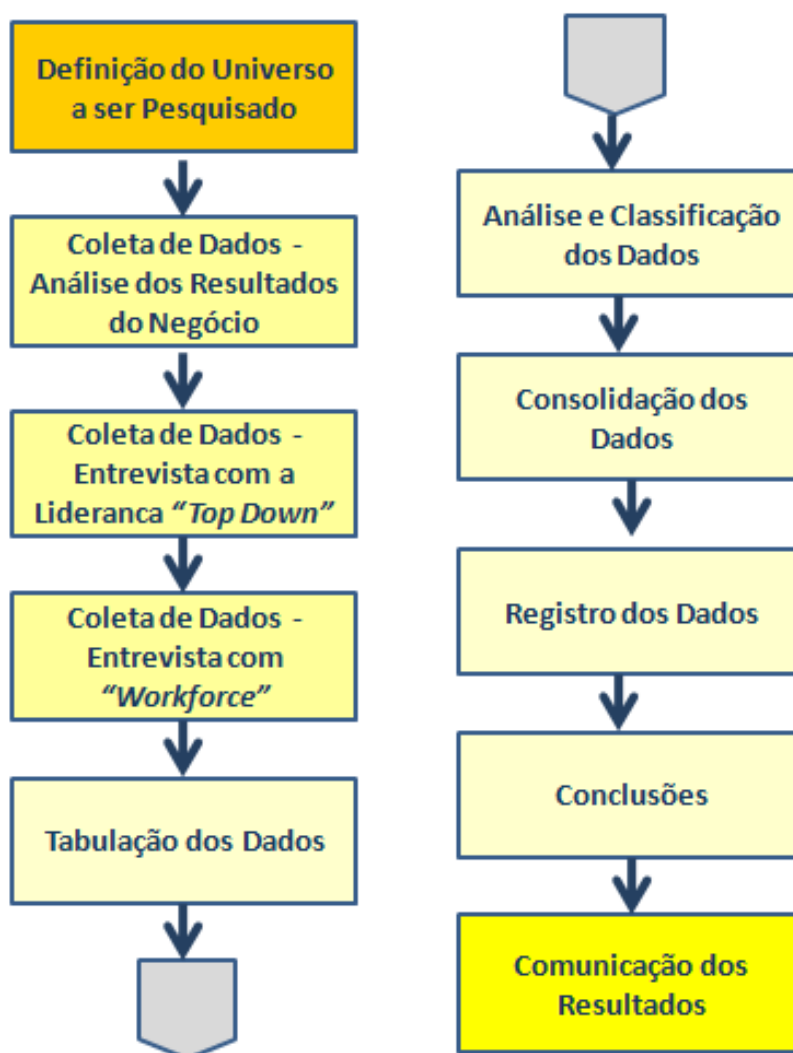 Definição do Universo
a ser Pesquisado
Coleta de Dados -
Análise dos Resultados
do Negócio
Coleta de Dados -
Entrevista com a
Lideranca “Top Down”
Coleta de Dados -
Entrevista com
“Workforce”
Tabulação dos Dados
Análise e Classificação
dos Dados
Consolidação dos
Dados
Registro dos Dados
Conclusões
Comunicação dos
Resultados